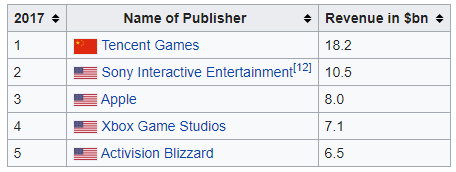 2017 Name of Publisher Revenue in $bn
1 Tencent Games 18.2
2 Sony Interactive Entertainment[12] 10.5
3 Apple 8.0
4 Xbox Game Studios 7.1
5 Activision Blizzard 6.5